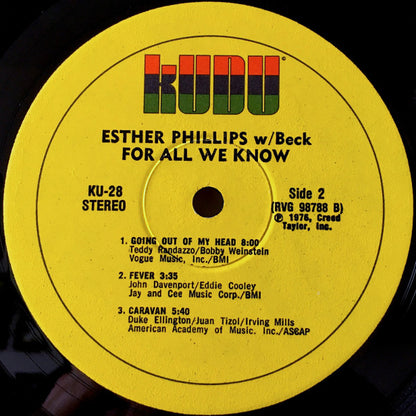 KUDU
ESTHER PHILLIPS w/Beck
FOR ALL WE KNOW
KU-28
STEREO
Side 2
(RVG 98788 B)
℗ 1976, Creed
Taylor, Inc.
1. GOING OUT OF MY HEAD 8:00
Teddy Randazzo/Bobby Weinstein
Vogue Music, Inc./BMI
2. FEVER 3:35
John Davenport/Eddie Cooley
Jay and Cee Music Corp./BMI
3. CARAVAN 5:40
Duke Ellington/Juan Tizol/Irving Mills
American Academy of Music. Inc./ASCAP